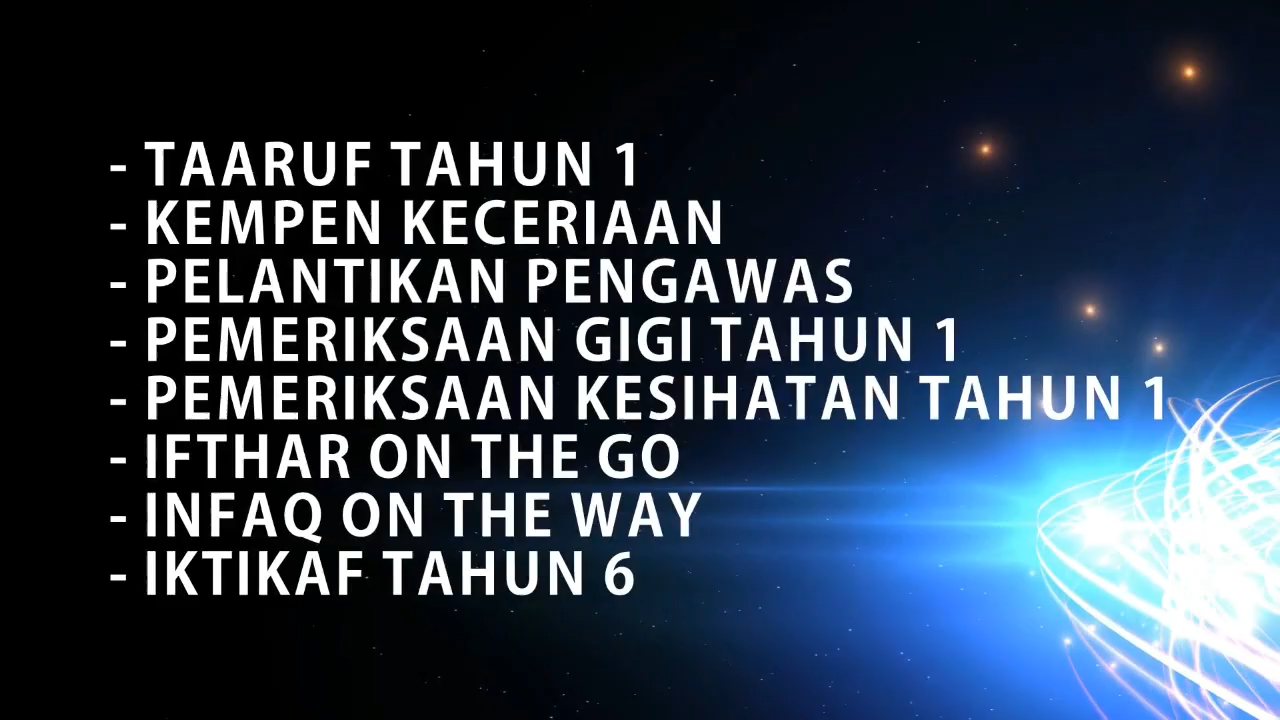 - TAARUF TAHUN 1
- KEMPEN KECERIAAN
- PELANTIKAN PENGAWAS
- PEMERIKSAAN GIGI TAHUN 1
- PEMERIKSAAN KESIHATAN TAHUN 1
- IFTHAR ON THE GO
- INFAQ ON THE WAY
- IKTIKAF TAHUN 6